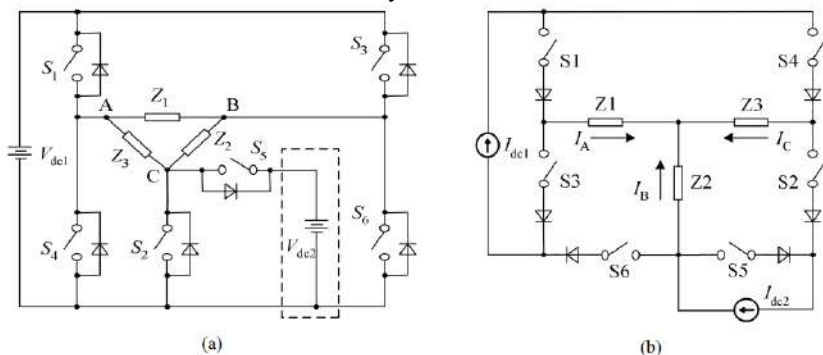 S1
S3
Z1
A
B
Z2
Z3
C
S5
Vdc1
Vdc2
S4
S2
S6
(a)
S1
S4
Z1
Z3
Idc1
IA
IC
S3
IB
Z2
S2
S6
S5
Idc2
(b)